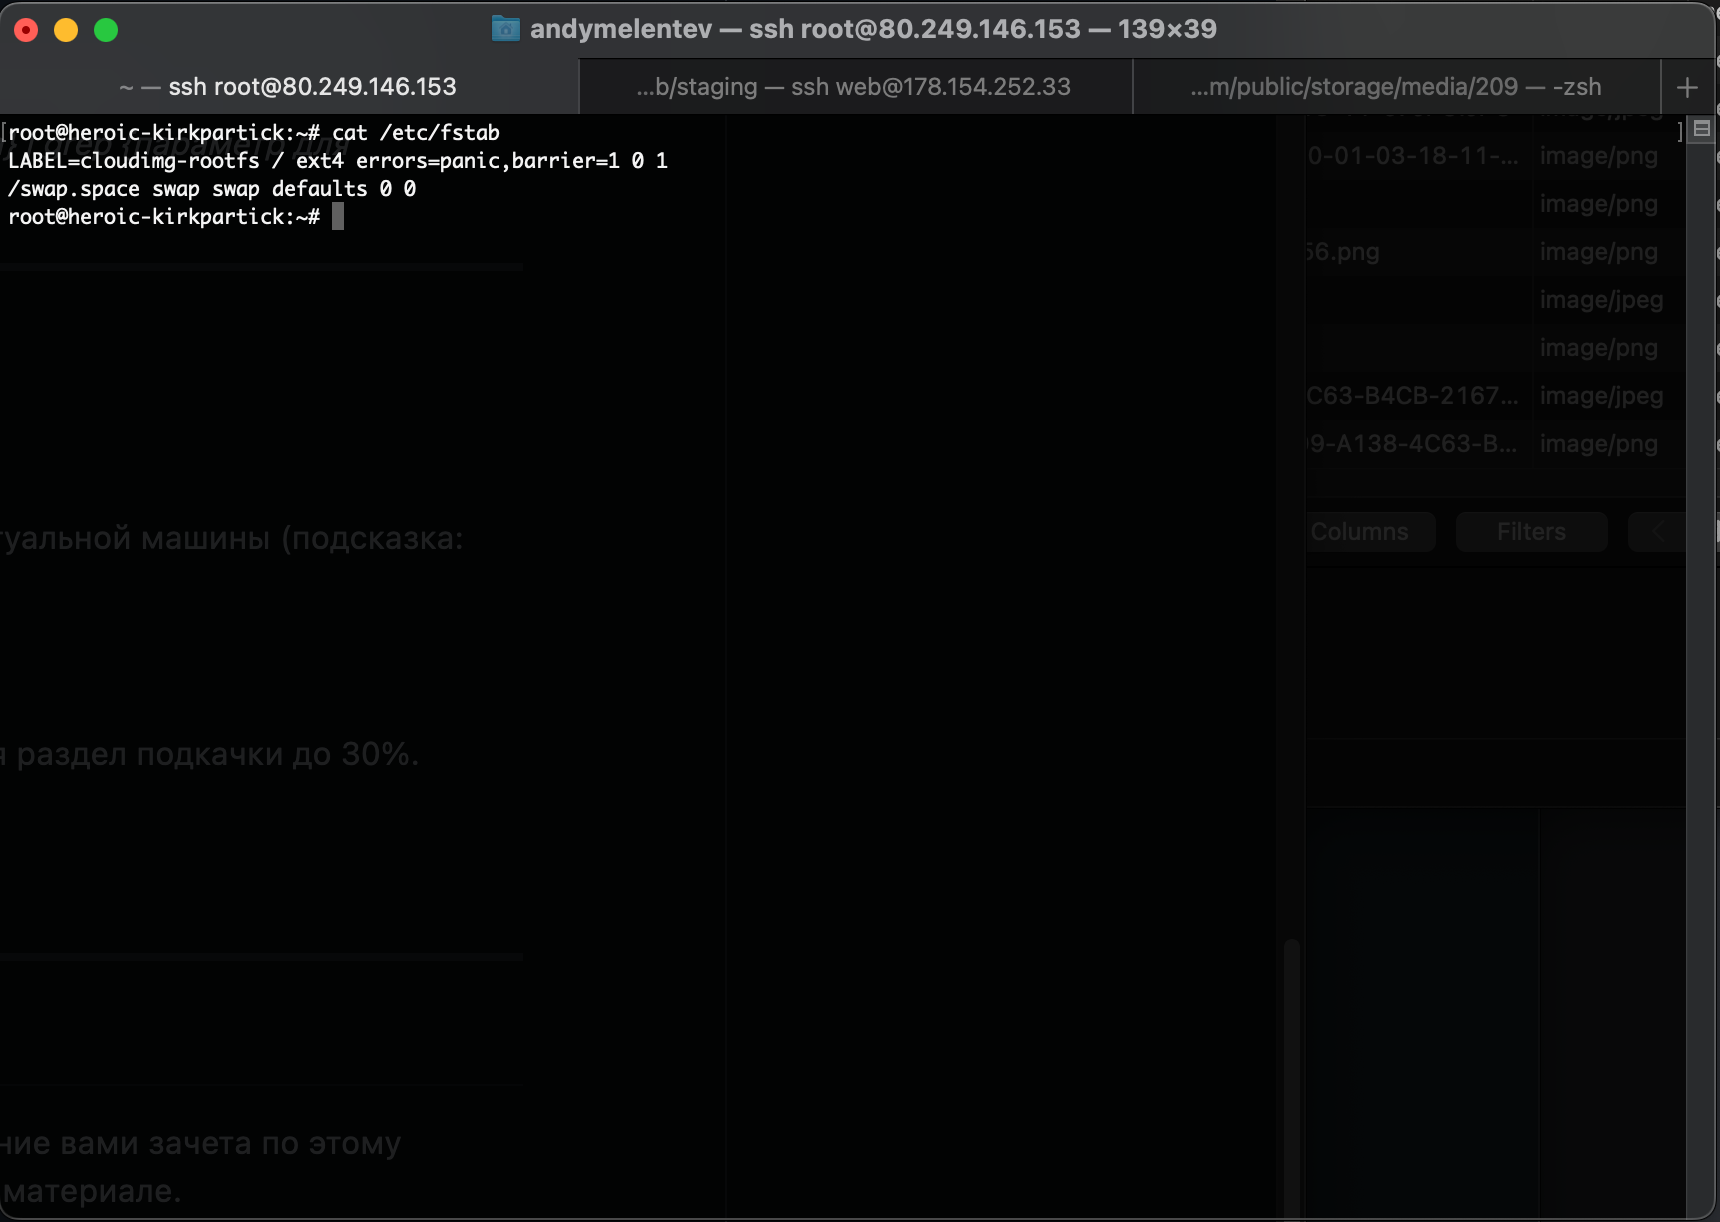 andymelentev — ssh root@80.249.146.153 — 139×39
~ — ssh root@80.249.146.153
...b/staging — ssh web@178.154.252.33
...m/public/storage/media/209 — -zsh
+
[root@heroic-kirkpartick:~# cat /etc/fstab ]
LABEL=cloudimg-rootfs / ext4 errors=panic,barrier=1 0 1
/swap.space swap swap defaults 0 0
root@heroic-kirkpartick:~#
параметр для
0-01-03-18-11-... image/png
image/png
56.png image/png
image/jpeg
image/png
C63-B4CB-2167... image/jpeg
9-A138-4C63-B... image/png
Columns Filters <
туальной машины (подсказка:
я раздел подкачки до 30%.
ние вами зачета по этому
материале.